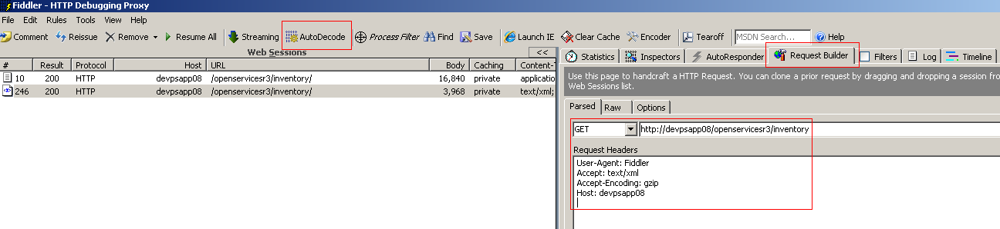 Fiddler - HTTP Debugging Proxy
File Edit Rules Tools View Help
Comment Reissue Remove Resume All Streaming AutoDecode Process Filter Find Save Launch IE Clear Cache Encoder Tearoff MSDN Search... Help
Web Sessions <<
# Result Protocol Host URL Body Caching Content-T
10 200 HTTP devpsapp08 /openservicesr3/inventory/ 16,840 private applicatio
246 200 HTTP devpsapp08 /openservicesr3/inventory/ 3,968 private text/xml;
Statistics Inspectors AutoResponder Request Builder Filters Log Timeline
Use this page to handcraft a HTTP Request. You can clone a prior request by dragging and dropping a session fro
Web Sessions list.
Parsed Raw Options
GET http://devpsapp08/openservicesr3/inventory
Request Headers
User-Agent: Fiddler
Accept: text/xml
Accept-Encoding: gzip
Host: devpsapp08